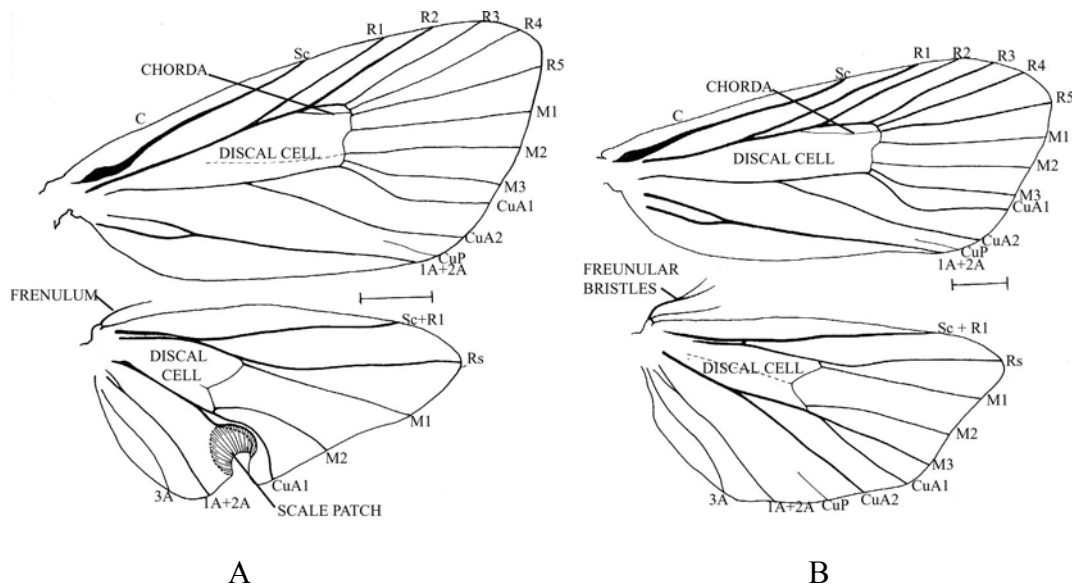 Sc
R1
R2
R3
R4
R5
M1
M2
M3
CuA1
CuA2
CuP
1A+2A
CHORDA
C
DISCAL CELL
FRENULUM
Sc+R1
DISCAL
CELL
Rs
M1
M2
CuA1
SCALE PATCH
1A+2A
3A
A
Sc
R1
R2
R3
R4
R5
M1
M2
M3
CuA1
CuA2
CuP
1A+2A
CHORDA
C
DISCAL CELL
FREUNULAR
BRISTLES
Sc + R1
DISCAL CELL
Rs
M1
M2
M3
CuA1
CuA2
CuP
1A+2A
3A
B